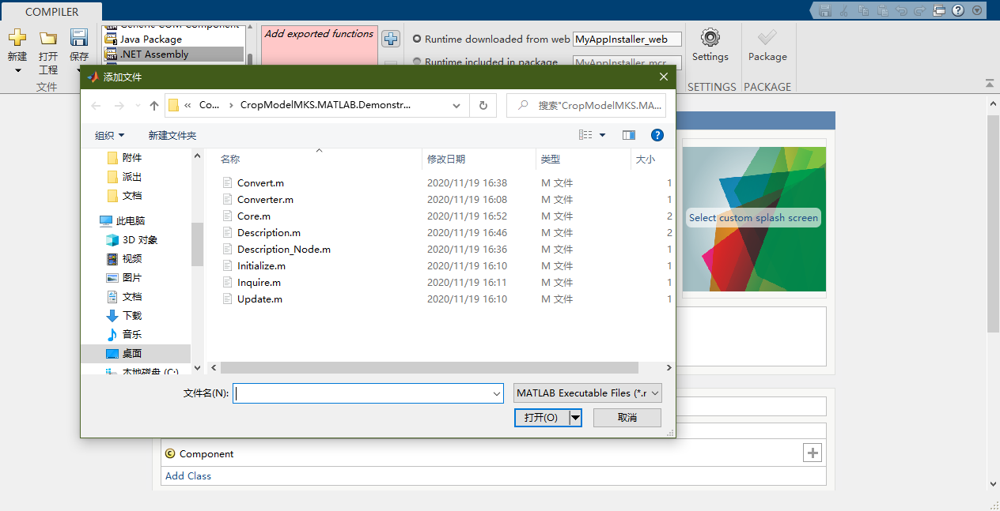 COMPILER
Generic COM Component
Java Package
.NET Assembly
Add exported functions
Runtime downloaded from web
MyAppInstaller_web
Runtime included in package
MyAppInstaller_mcr
新建
打开
工程
保存
文件
Settings
Package
SETTINGS
PACKAGE
添加文件
« Co... › CropModelMKS.MATLAB.Demonstr...
搜索"CropModelMKS.MA...
组织
新建文件夹
附件
派出
文档
此电脑
3D 对象
视频
图片
文档
下载
音乐
桌面
本地磁盘 (C:)
名称 修改日期 类型 大小
Convert.m 2020/11/19 16:38 M 文件 1
Converter.m 2020/11/19 16:08 M 文件 1
Core.m 2020/11/19 16:52 M 文件 2
Description.m 2020/11/19 16:46 M 文件 2
Description_Node.m 2020/11/19 16:36 M 文件 1
Initialize.m 2020/11/19 16:10 M 文件 1
Inquire.m 2020/11/19 16:11 M 文件 1
Update.m 2020/11/19 16:10 M 文件 1
Select custom splash screen
文件名(N):
MATLAB Executable Files (*.r
打开(O)
取消
Component
Add Class